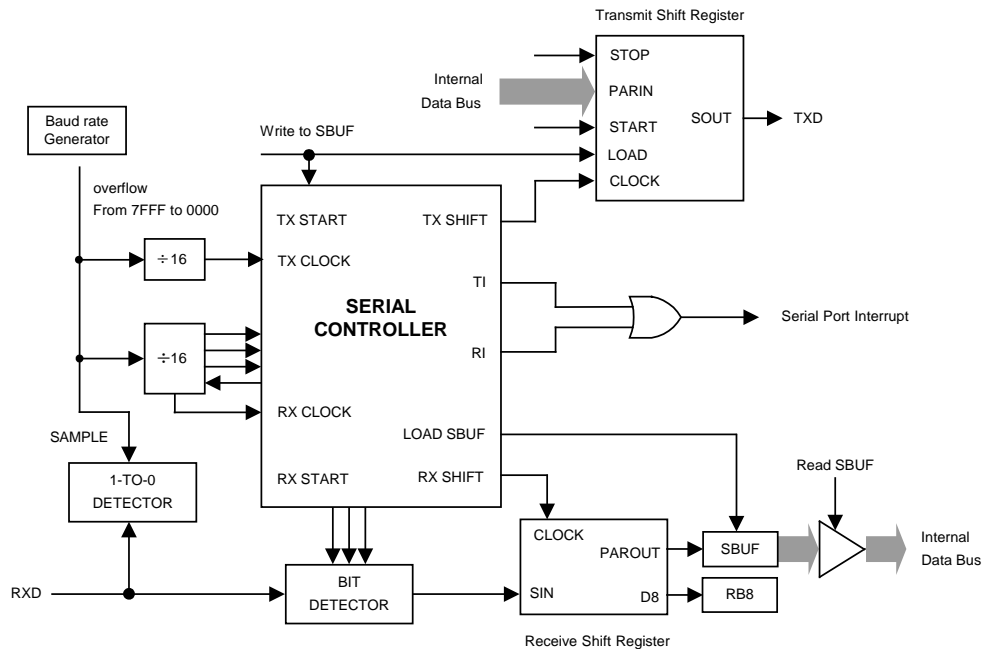 Transmit Shift Register
STOP
Internal
Data Bus
PARIN
START
SOUT
TXD
LOAD
CLOCK
Baud rate
Generator
Write to SBUF
overflow
From 7FFF to 0000
TX START
TX SHIFT
÷16
TX CLOCK
TI
SERIAL
CONTROLLER
Serial Port Interrupt
÷16
RI
RX CLOCK
SAMPLE
LOAD SBUF
1-TO-0
DETECTOR
RX START
RX SHIFT
Read SBUF
CLOCK
PAROUT
SBUF
Internal
Data Bus
RXD
BIT
DETECTOR
SIN
D8
RB8
Receive Shift Register